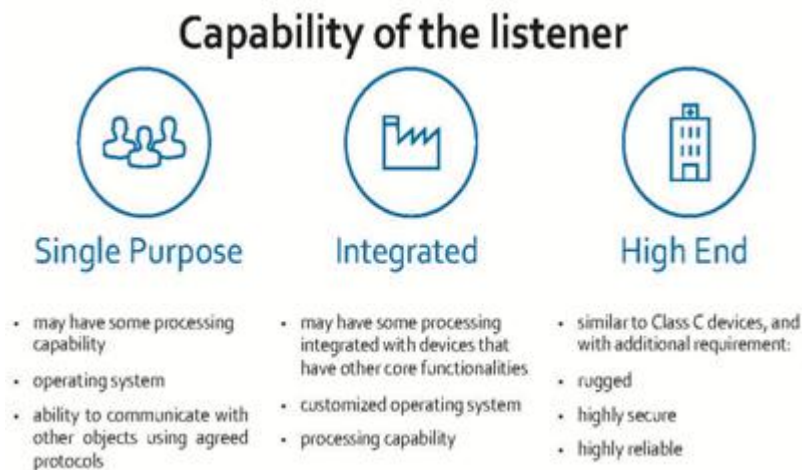 Capability of the listener
Single Purpose
• may have some processing
capability
• operating system
• ability to communicate with
other objects using agreed
protocols
Integrated
• may have some processing
integrated with devices that
have other core functionalities
• customized operating system
• processing capability
High End
• similar to Class C devices, and
with additional requirement:
• rugged
• highly secure
• highly reliable